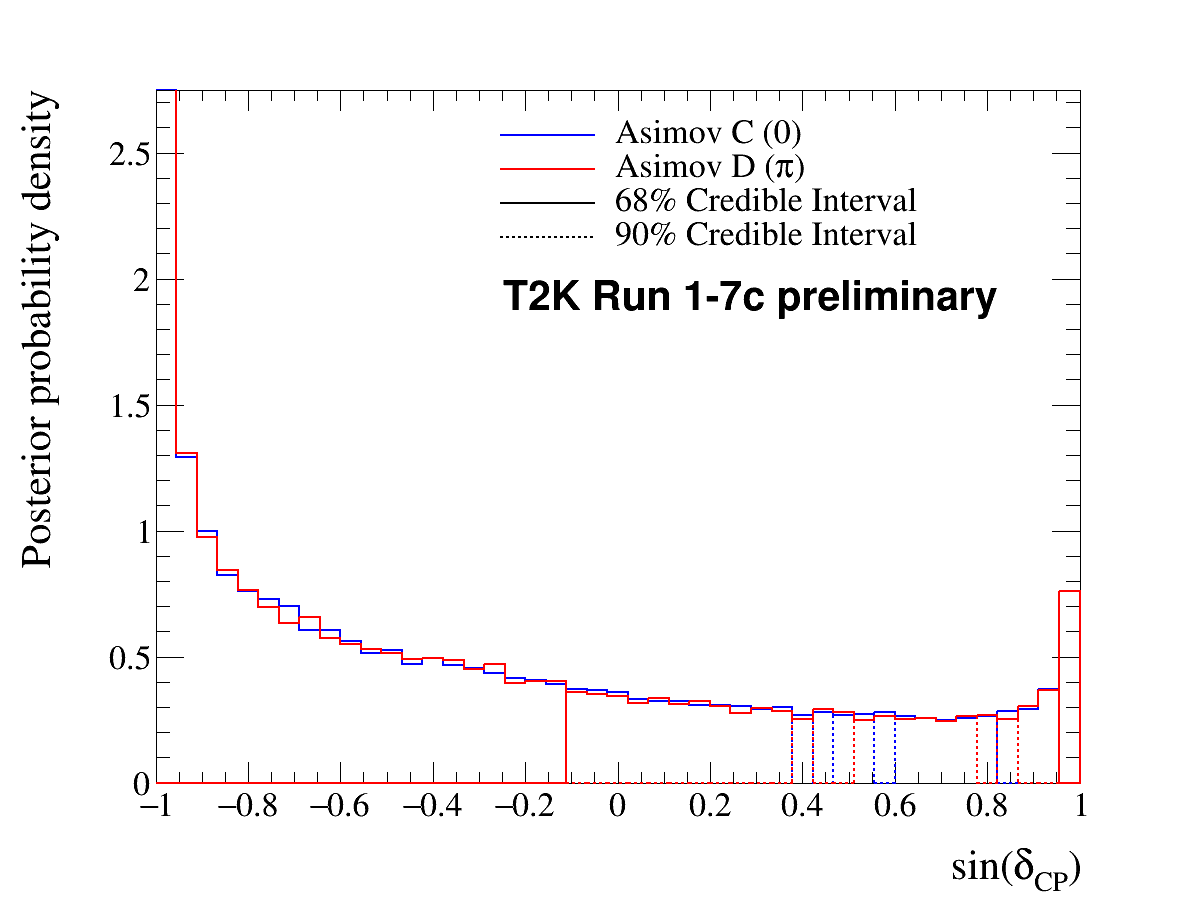 Posterior probability density
2.5
2
1.5
1
0.5
0
Asimov C (0)
Asimov D (π)
68% Credible Interval
90% Credible Interval
T2K Run 1-7c preliminary
−1 −0.8 −0.6 −0.4 −0.2 0 0.2 0.4 0.6 0.8 1
sin(δCP)